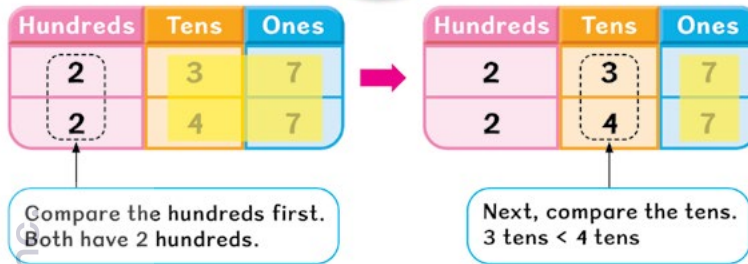 Hundreds Tens Ones
2 3 7
2 4 7
Compare the hundreds first.
Both have 2 hundreds.
Hundreds Tens Ones
2 3 7
2 4 7
Next, compare the tens.
3 tens < 4 tens